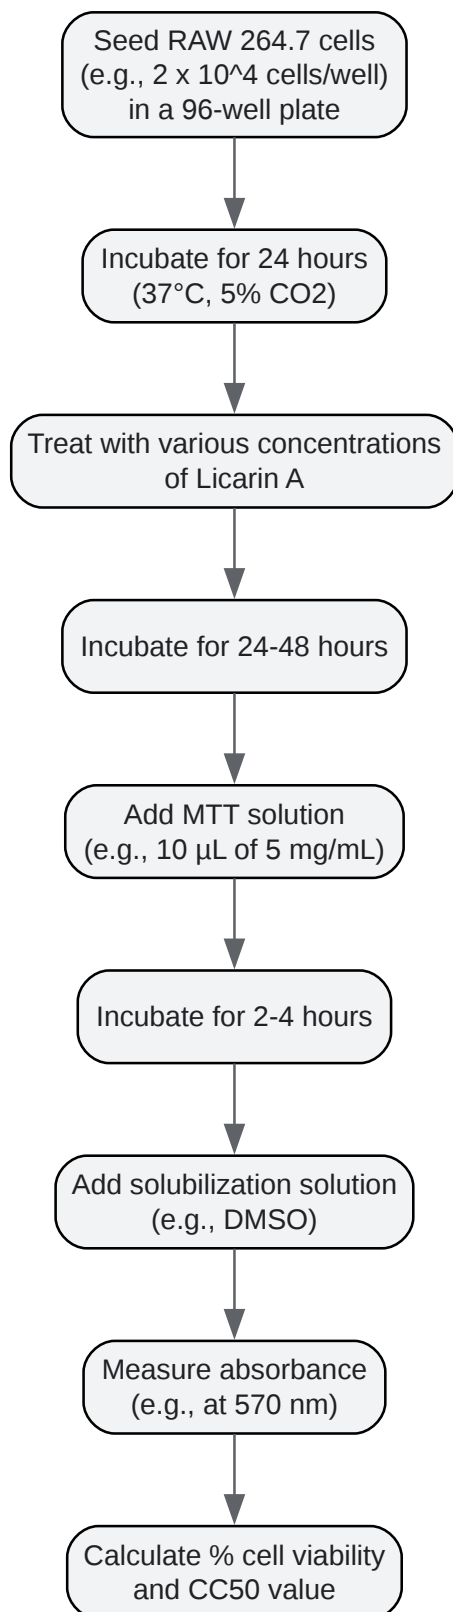 Seed RAW 264.7 cells
(e.g., 2 x 10^4 cells/well)
in a 96-well plate
Incubate for 24 hours
(37°C, 5% CO2)
Treat with various concentrations
of Licarin A
Incubate for 24-48 hours
Add MTT solution
(e.g., 10 µL of 5 mg/mL)
Incubate for 2-4 hours
Add solubilization solution
(e.g., DMSO)
Measure absorbance
(e.g., at 570 nm)
Calculate % cell viability
and CC50 value